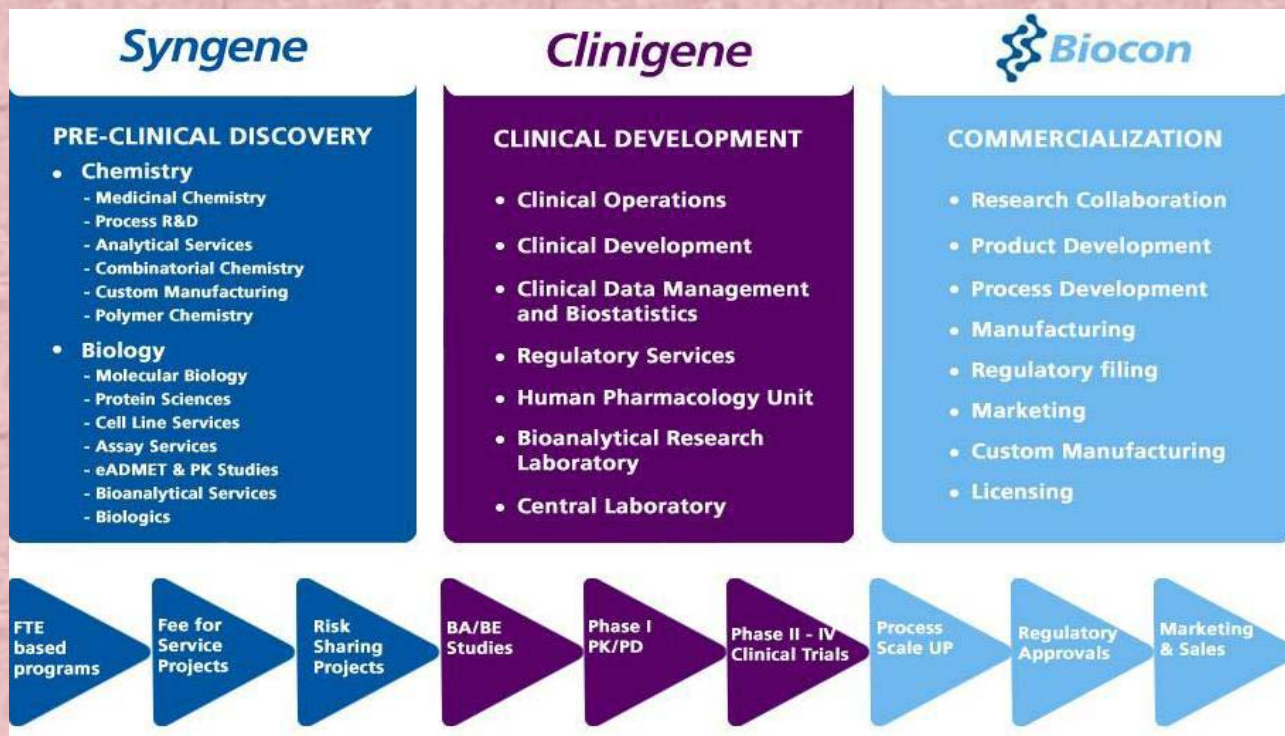 Syngene
PRE-CLINICAL DISCOVERY
• Chemistry
- Medicinal Chemistry
- Process R&D
- Analytical Services
- Combinatorial Chemistry
- Custom Manufacturing
- Polymer Chemistry
• Biology
- Molecular Biology
- Protein Sciences
- Cell Line Services
- Assay Services
- eADMET & PK Studies
- Bioanalytical Services
- Biologics
Clinigene
CLINICAL DEVELOPMENT
• Clinical Operations
• Clinical Development
• Clinical Data Management
and Biostatistics
• Regulatory Services
• Human Pharmacology Unit
• Bioanalytical Research
Laboratory
• Central Laboratory
Biocon
COMMERCIALIZATION
• Research Collaboration
• Product Development
• Process Development
• Manufacturing
• Regulatory filing
• Marketing
• Custom Manufacturing
• Licensing
FTE
based
programs
Fee for
Service
Projects
Risk
Sharing
Projects
BA/BE
Studies
Phase I
PK/PD
Phase II - IV
Clinical Trials
Process
Scale UP
Regulatory
Approvals
Marketing
& Sales